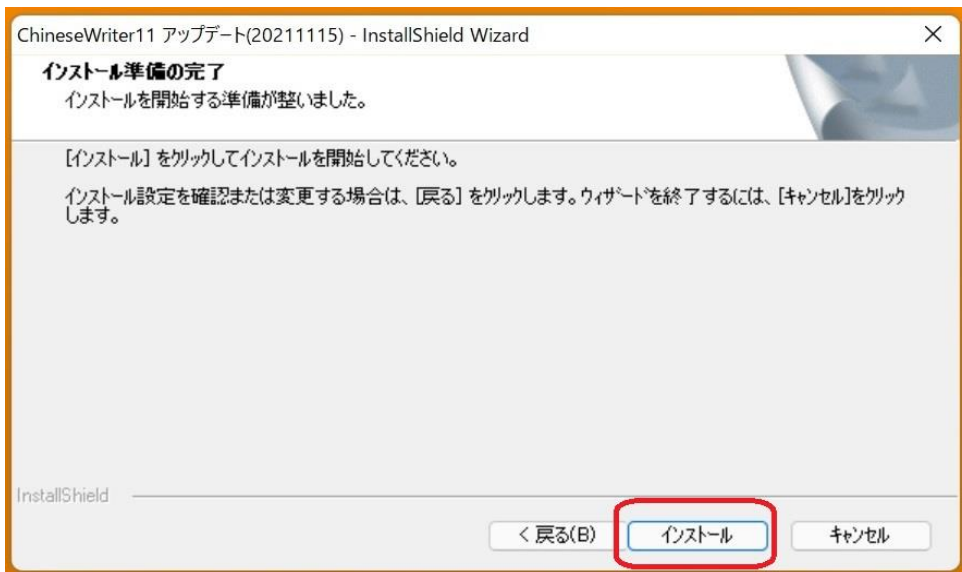 ChineseWriter11 アップデート(20211115) - InstallShield Wizard
インストール準備の完了
インストールを開始する準備が整いました。
[インストール] をクリックしてインストールを開始してください。
インストール設定を確認または変更する場合は、[戻る] をクリックします。ウィザードを終了するには、[キャンセル]をクリック
します。
InstallShield
< 戻る(B)
インストール
キャンセル